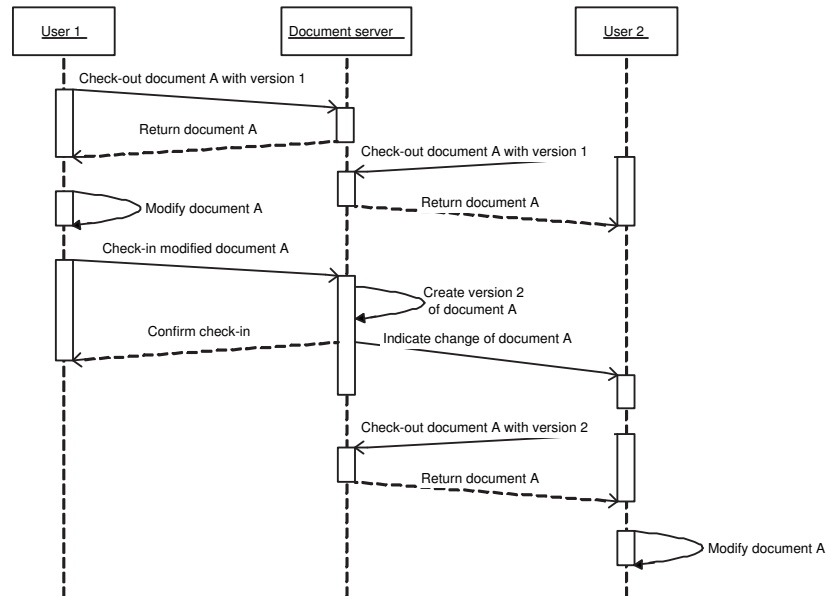 User 1
Document server
User 2
Check-out document A with version 1
Return document A
Check-out document A with version 1
Return document A
Modify document A
Check-in modified document A
Create version 2
of document A
Confirm check-in
Indicate change of document A
Check-out document A with version 2
Return document A
Modify document A